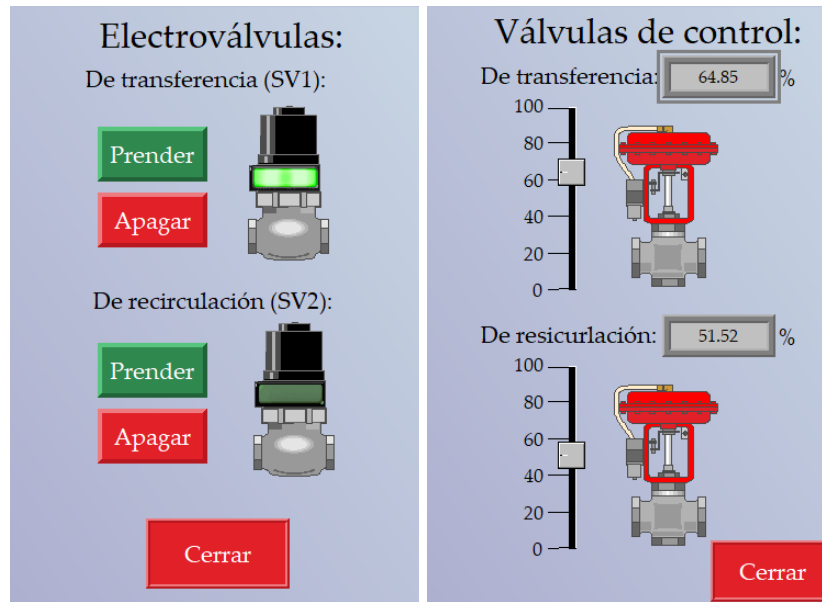 Electroválvulas:
De transferencia (SV1):
Prender
Apagar
De recirculación (SV2):
Prender
Apagar
Cerrar
Válvulas de control:
De transferencia: 64.85 %
100
80
60
40
20
0
De resicurlación: 51.52 %
100
80
60
40
20
0
Cerrar